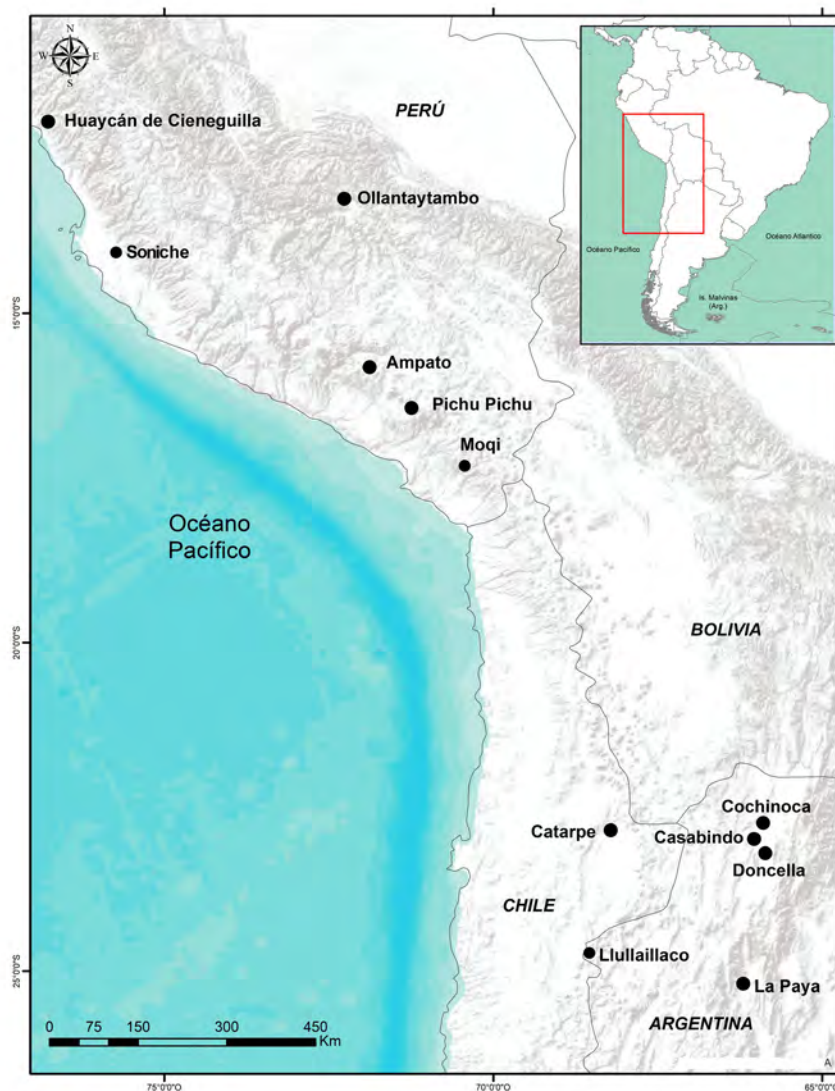 N
W E
S
Huaycán de Cieneguilla
PERÚ
Ollantaytambo
Soniche
Océano Pacífico
Océano Atlantico
Is. Malvinas
(Arg.)
15°0'0"S
Ampato
Pichu Pichu
Moqi
Océano
Pacífico
20°0'0"S
BOLIVIA
Cochinoca
Catarpe
Casabindo
Doncella
CHILE
Llullaillaco
25°0'0"S
La Paya
ARGENTINA
0 75 150 300 450
Km
A
75°0'0"O
70°0'0"O
65°0'0"O